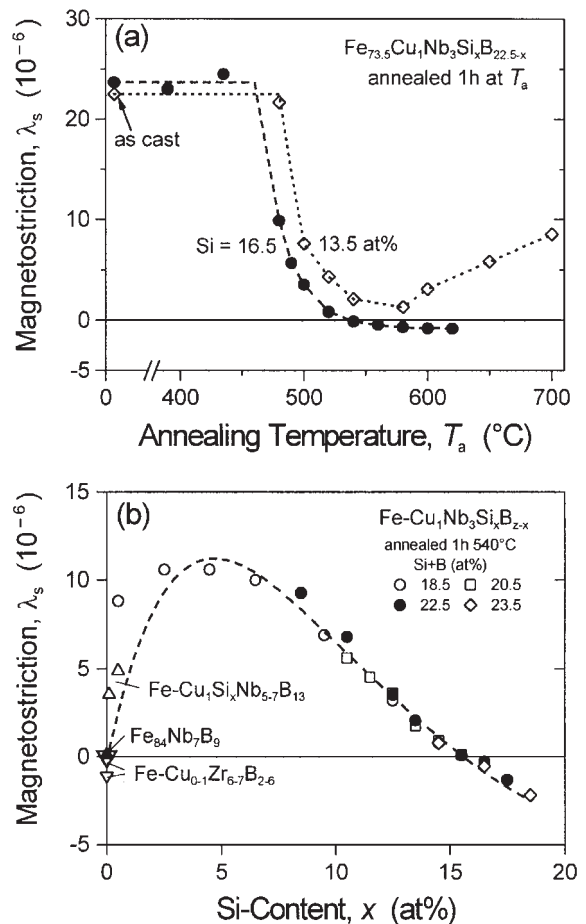 (a)
Fe₇₃.₅Cu₁Nb₃SiₓB₂₂.₅₋ₓ
annealed 1h at Tₐ
30
20
10
0
-5
Magnetostriction, λₛ (10⁻⁶)
as cast
Si = 16.5
13.5 at%
0 400 500 600 700
Annealing Temperature, Tₐ (°C)
(b)
Fe-Cu₁Nb₃SiₓB_z-x
annealed 1h 540°C
Si+B (at%)
18.5 20.5
22.5 23.5
15
10
5
0
-5
Magnetostriction, λₛ (10⁻⁶)
Fe-Cu₁SiₓNb₅₋₇B₁₃
Fe₈₄Nb₇B₉
Fe-Cu₀₋₁Zr₆₋₇B₂₋₆
0 5 10 15 20
Si-Content, x (at%)